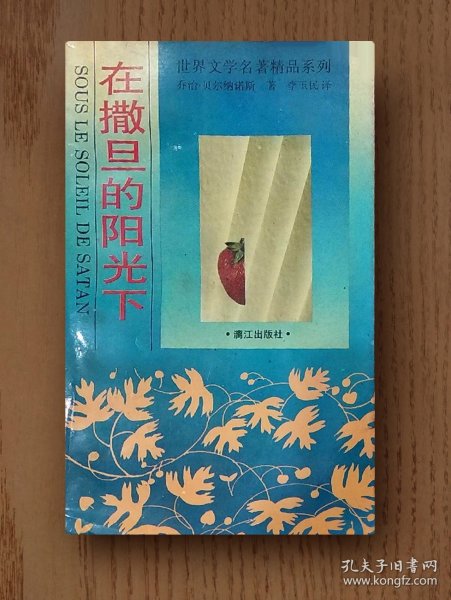 世界文学名著精品系列
乔治·贝尔纳诺斯 著 李玉民 译
在撒旦的阳光下
SOUS LE SOLEIL DE SATAN
·漓江出版社·
孔夫子旧书网
www.kongfz.com